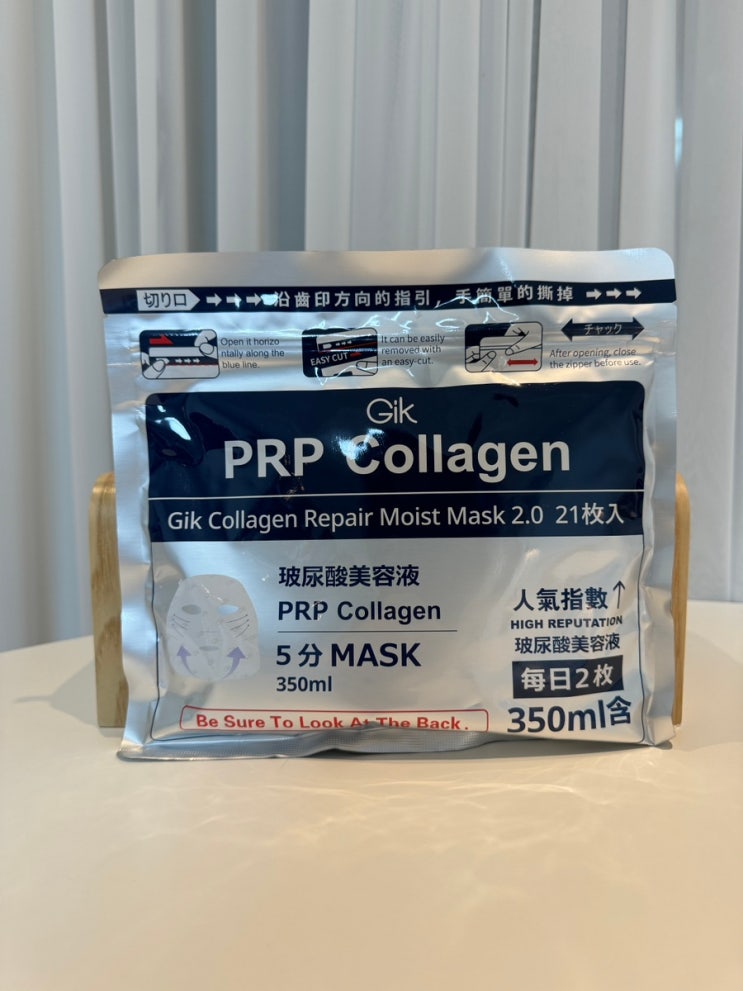 切り口 →→→→ 沿齒印方向的指引，手簡單的撕掉 →→→
Open it horizo
ntally along the
blue line.
EASY CUT
It can be easily
removed with
an easy-cut.
チャック
After opening, close
the zipper before use.
Gik
PRP Collagen
Gik Collagen Repair Moist Mask 2.0 21枚入
玻尿酸美容液
PRP Collagen
5分MASK
350ml
人氣指數↑
HIGH REPUTATION
玻尿酸美容液
每日2枚
350ml含
Be Sure To Look At The Back.